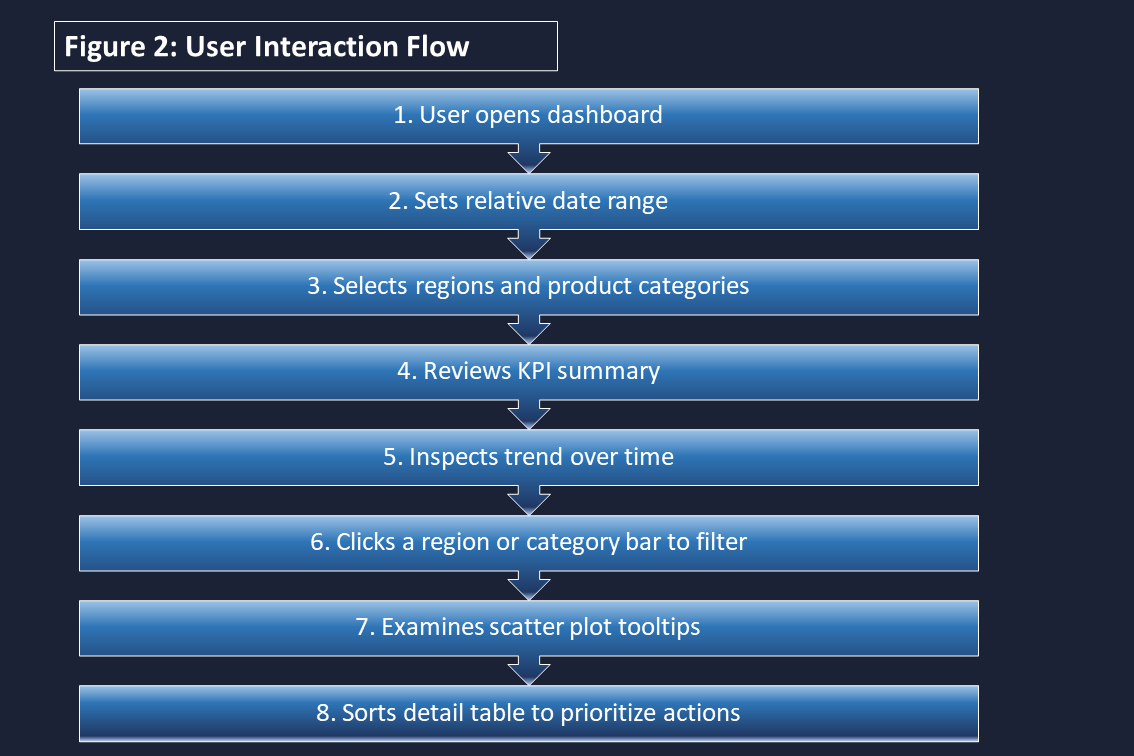 Figure 2: User Interaction Flow
1. User opens dashboard
2. Sets relative date range
3. Selects regions and product categories
4. Reviews KPI summary
5. Inspects trend over time
6. Clicks a region or category bar to filter
7. Examines scatter plot tooltips
8. Sorts detail table to prioritize actions